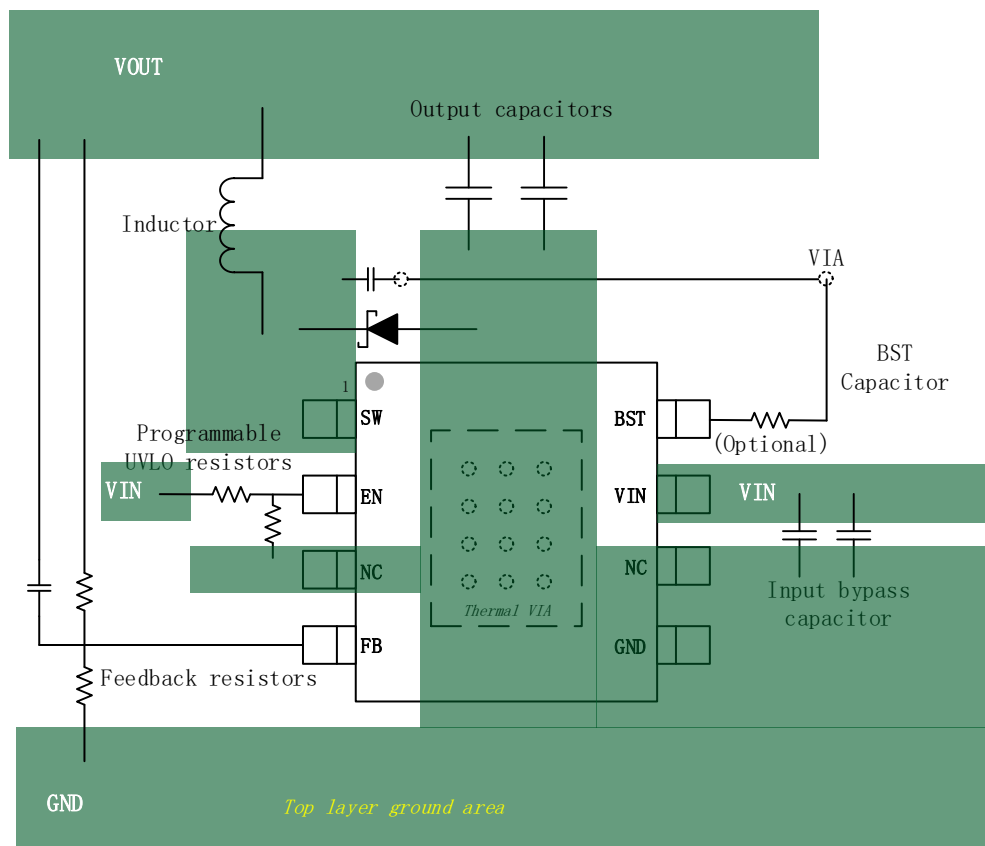 VOUT
Output capacitors
Inductor
VIA
BST
Capacitor
1
SW
BST
(Optional)
Programmable
UVLO resistors
VIN
EN
VIN
VIN
NC
NC
Input bypass
capacitor
Thermal VIA
FB
GND
Feedback resistors
GND
Top layer ground area